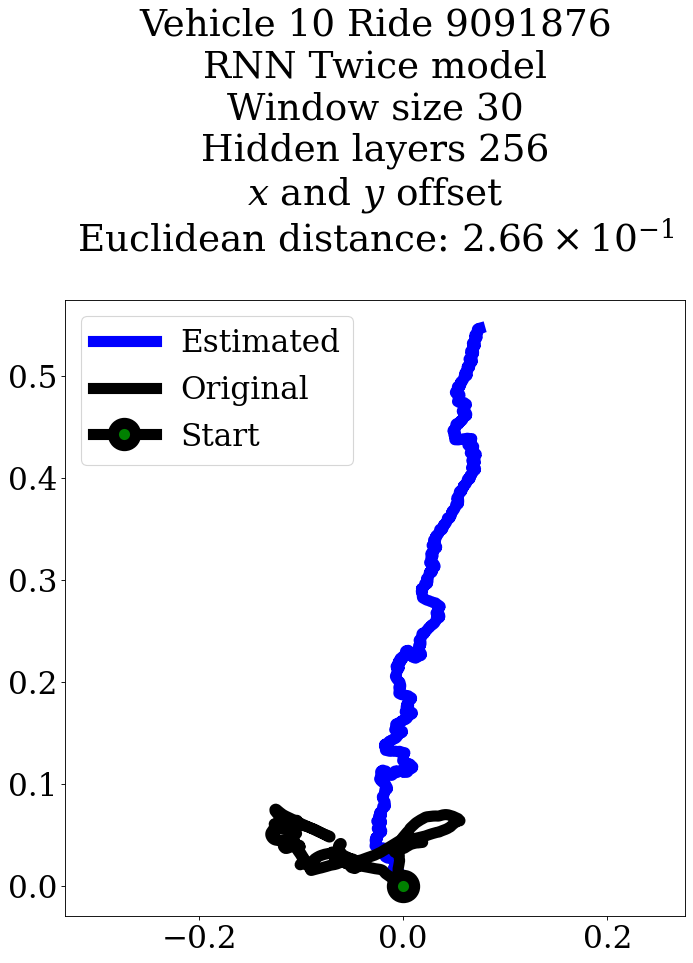 Vehicle 10 Ride 9091876
RNN Twice model
Window size 30
Hidden layers 256
x and y offset
Euclidean distance: 2.66 × 10⁻¹
Estimated
Original
Start
0.5
0.4
0.3
0.2
0.1
0.0
−0.2 0.0 0.2